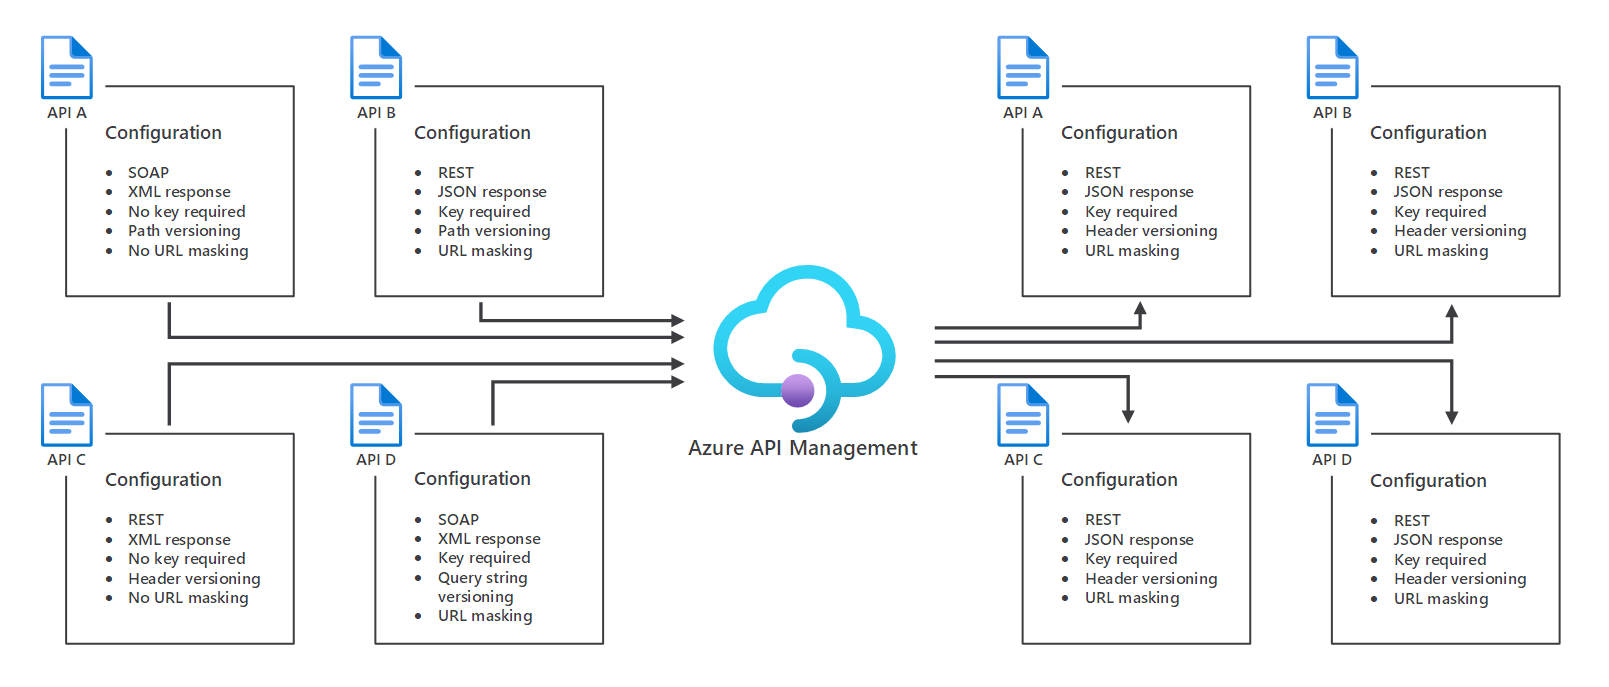 API A
Configuration
• SOAP
• XML response
• No key required
• Path versioning
• No URL masking
API B
Configuration
• REST
• JSON response
• Key required
• Path versioning
• URL masking
API C
Configuration
• REST
• XML response
• No key required
• Header versioning
• No URL masking
API D
Configuration
• SOAP
• XML response
• Key required
• Query string
versioning
• URL masking
Azure API Management
API A
Configuration
• REST
• JSON response
• Key required
• Header versioning
• URL masking
API B
Configuration
• REST
• JSON response
• Key required
• Header versioning
• URL masking
API C
Configuration
• REST
• JSON response
• Key required
• Header versioning
• URL masking
API D
Configuration
• REST
• JSON response
• Key required
• Header versioning
• URL masking